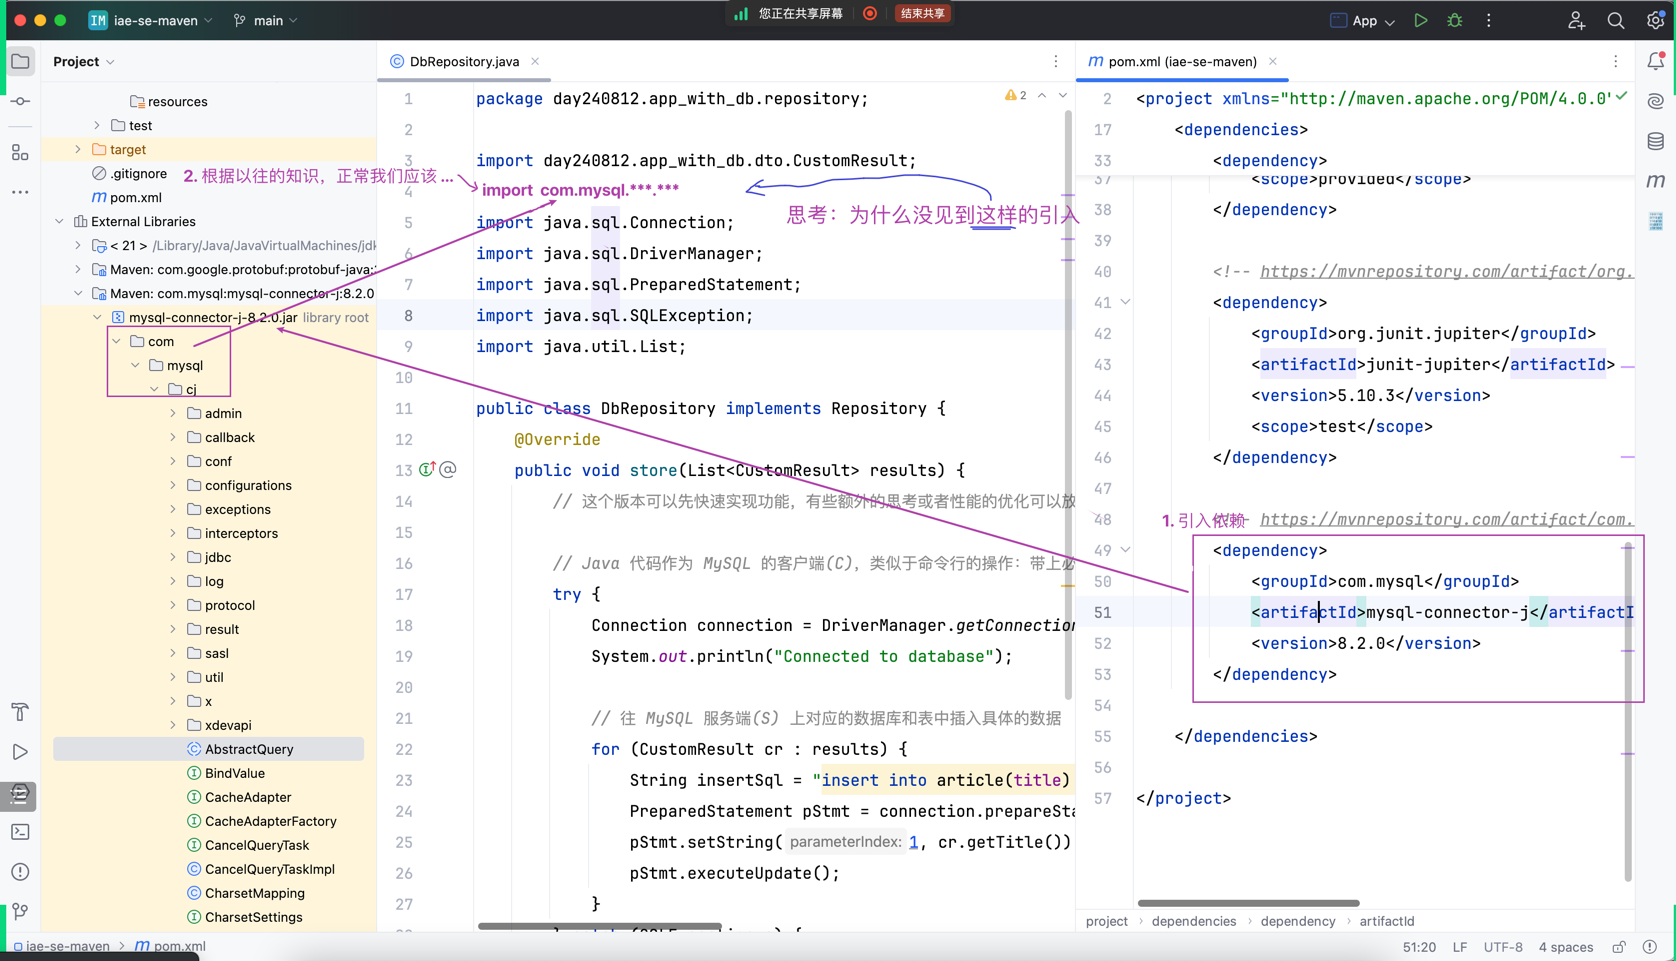 IM iae-se-maven
main
您正在共享屏幕
结束共享
App
Project
resources
test
target
.gitignore
pom.xml
External Libraries
< 21 > /Library/Java/JavaVirtualMachines/jdk
Maven: com.google.protobuf:protobuf-java:
Maven: com.mysql:mysql-connector-j:8.2.0
mysql-connector-j-8.2.0.jar library root
com
mysql
cj
admin
callback
conf
configurations
exceptions
interceptors
jdbc
log
protocol
result
sasl
util
x
xdevapi
AbstractQuery
BindValue
CacheAdapter
CacheAdapterFactory
CancelQueryTask
CancelQueryTaskImpl
CharsetMapping
CharsetSettings
DbRepository.java
2
1 package day240812.app_with_db.repository;
2
3 import day240812.app_with_db.dto.CustomResult;
2. 根据以往的知识，正常我们应该 ...
4 import com.mysql.***.***
思考：为什么没见到这样的引入
5 import java.sql.Connection;
6 import java.sql.DriverManager;
7 import java.sql.PreparedStatement;
8 import java.sql.SQLException;
9 import java.util.List;
10
11 public class DbRepository implements Repository {
12 @Override
13 public void store(List<CustomResult> results) {
14 // 这个版本可以先快速实现功能，有些额外的思考或者性能的优化可以放
15
16 // Java 代码作为 MySQL 的客户端(C)，类似于命令行的操作：带上必
17 try {
18 Connection connection = DriverManager.getConnection
19 System.out.println("Connected to database");
20
21 // 往 MySQL 服务端(S) 上对应的数据库和表中插入具体的数据
22 for (CustomResult cr : results) {
23 String insertSql = "insert into article(title)
24 PreparedStatement pStmt = connection.prepareSta
25 pStmt.setString( parameterIndex: 1, cr.getTitle())
26 pStmt.executeUpdate();
27 }
pom.xml (iae-se-maven)
2 <project xmlns="http://maven.apache.org/POM/4.0.0"
17 <dependencies>
33 <dependency>
37 <scope>provided</scope>
38 </dependency>
39
40 <!-- https://mvnrepository.com/artifact/org.
41 <dependency>
42 <groupId>org.junit.jupiter</groupId>
43 <artifactId>junit-jupiter</artifactId>
44 <version>5.10.3</version>
45 <scope>test</scope>
46 </dependency>
47
1. 引入依赖
48 https://mvnrepository.com/artifact/com.
49 <dependency>
50 <groupId>com.mysql</groupId>
51 <artifactId>mysql-connector-j</artifactI
52 <version>8.2.0</version>
53 </dependency>
54
55 </dependencies>
56
57 </project>
project › dependencies › dependency › artifactId
iae-se-maven › pom.xml
51:20 LF UTF-8 4 spaces